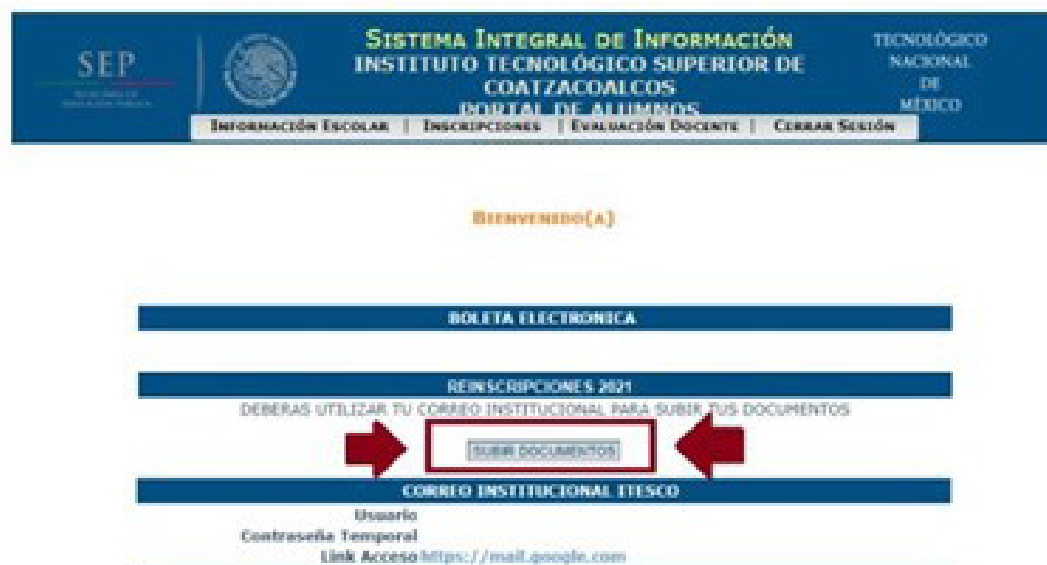 SEP
SISTEMA INTEGRAL DE INFORMACIÓN
INSTITUTO TECNOLÓGICO SUPERIOR DE
COATZACOALCOS
PORTAL DE ALUMNOS
TECNOLÓGICO
NACIONAL
DE
MÉXICO
INFORMACIÓN ESCOLAR | INSCRIPCIONES | EVALUACIÓN DOCENTE | CERRAR SESIÓN
BIENVENIDO(A)
BOLETA ELECTRONICA
REINSCRIPCIONES 2021
DEBERAS UTILIZAR TU CORREO INSTITUCIONAL PARA SUBIR TUS DOCUMENTOS
SUBIR DOCUMENTOS
CORREO INSTITUCIONAL ITESCO
Usuario
Contraseña Temporal
Link Acceso https://mail.google.com